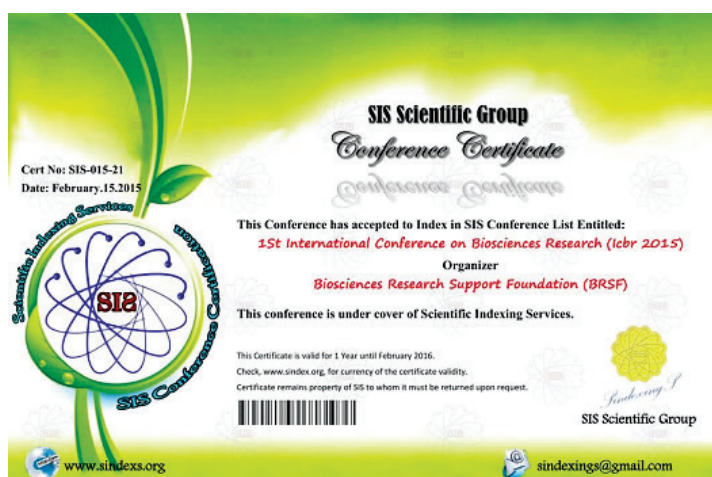 SIS Scientific Group
Conference Certificate
Cert No: SIS-015-21
Date: February.15.2015
Scientific Indexing Services
SIS
SIS Conference Certification
This Conference has accepted to Index in SIS Conference List Entitled:
1St International Conference on Biosciences Research (Icbr 2015)
Organizer
Biosciences Research Support Foundation (BRSF)
This conference is under cover of Scientific Indexing Services.
This Certificate is valid for 1 Year until February 2016.
Check, www.sindex.org, for currency of the certificate validity.
Certificate remains property of SIS to whom it must be returned upon request.
Sindexing S
SIS Scientific Group
www.sindexs.org
sindexings@gmail.com